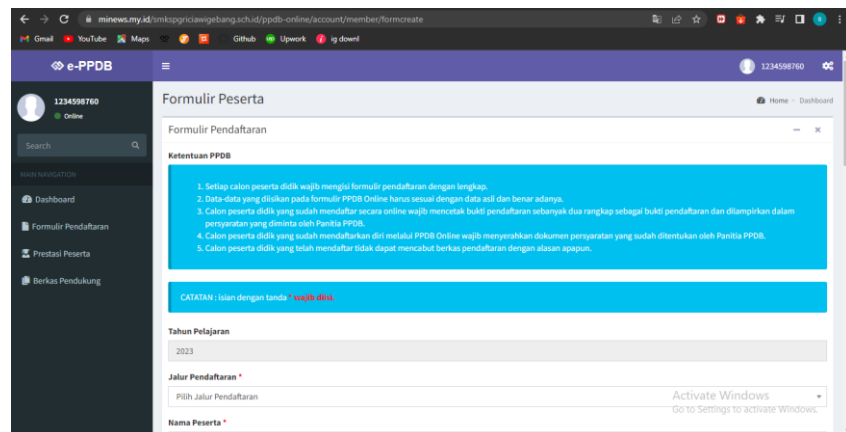 minews.my.id/smkspgriciawigebang.sch.id/ppdb-online/account/member/formcreate
Gmail YouTube Maps Github Upwork ig downl
e-PPDB 1234598760
1234598760
Online
Search
MAIN NAVIGATION
Dashboard
Formulir Pendaftaran
Prestasi Peserta
Berkas Pendukung
Formulir Peserta
Home > Dashboard
Formulir Pendaftaran
Ketentuan PPDB
1. Setiap calon peserta didik wajib mengisi formulir pendaftaran dengan lengkap.
2. Data-data yang diisikan pada formulir PPDB Online harus sesuai dengan data asli dan benar adanya.
3. Calon peserta didik yang sudah mendaftar secara online wajib mencetak bukti pendaftaran sebanyak dua rangkap sebagai bukti pendaftaran dan dilampirkan dalam
persyaratan yang diminta oleh Panitia PPDB.
4. Calon peserta didik yang sudah mendaftarkan diri melalui PPDB Online wajib menyerahkan dokumen persyaratan yang sudah ditentukan oleh Panitia PPDB.
5. Calon peserta didik yang telah mendaftar tidak dapat mencabut berkas pendaftaran dengan alasan apapun.
CATATAN : isian dengan tanda * wajib diisi.
Tahun Pelajaran
2023
Jalur Pendaftaran *
Pilih Jalur Pendaftaran
Nama Peserta *
Activate Windows
Go to Settings to activate Windows.